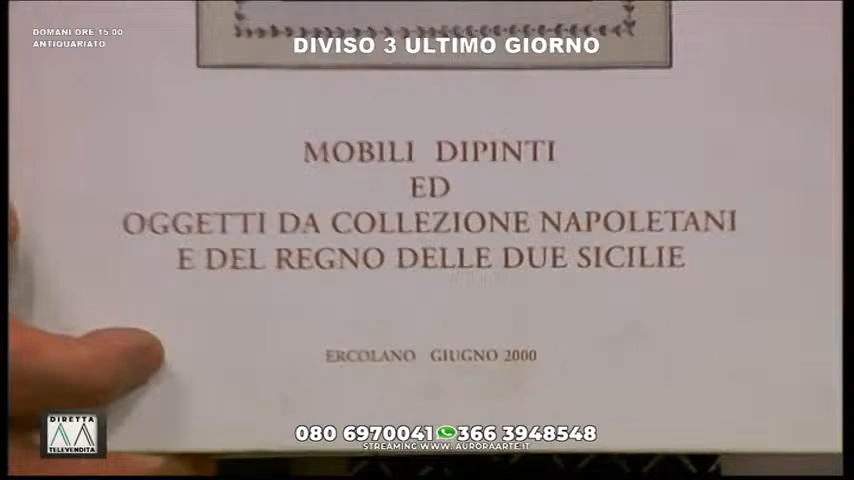 DOMANI ORE 15.00
ANTIQUARIATO
DIVISO 3 ULTIMO GIORNO
MOBILI DIPINTI
ED
OGGETTI DA COLLEZIONE NAPOLETANI
E DEL REGNO DELLE DUE SICILIE
ERCOLANO GIUGNO 2000
DIRETTA
TELEVENDITA
080 6970041 366 3948548
STREAMING WWW. AURORAARTE.IT